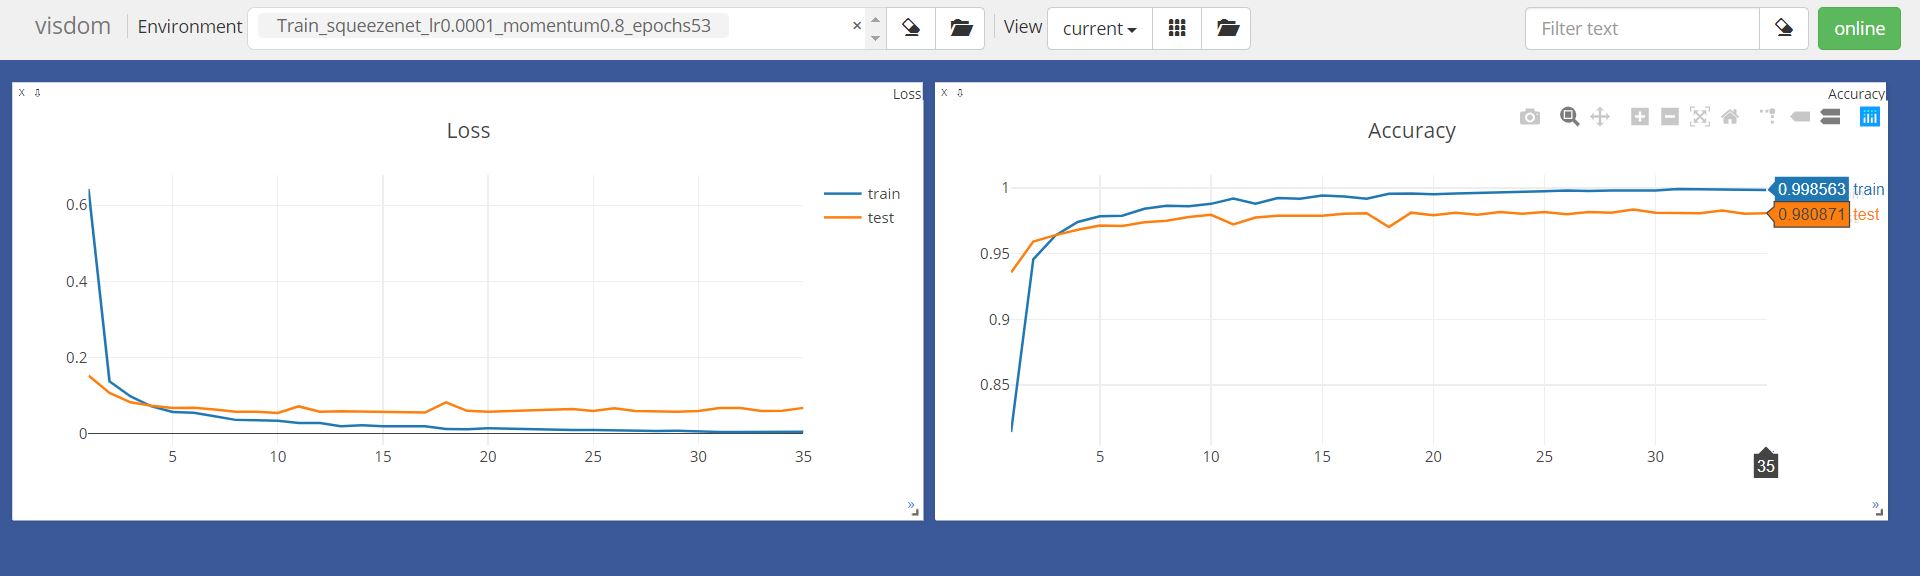 visdom Environment Train_squeezenet_lr0.0001_momentum0.8_epochs53 × View current Filter text online
X Loss
Loss
0.6
0.4
0.2
0
5 10 15 20 25 30 35
train
test
»
X Accuracy
Accuracy
1
0.95
0.9
0.85
0.998563 train
0.980871 test
5 10 15 20 25 30 35
»